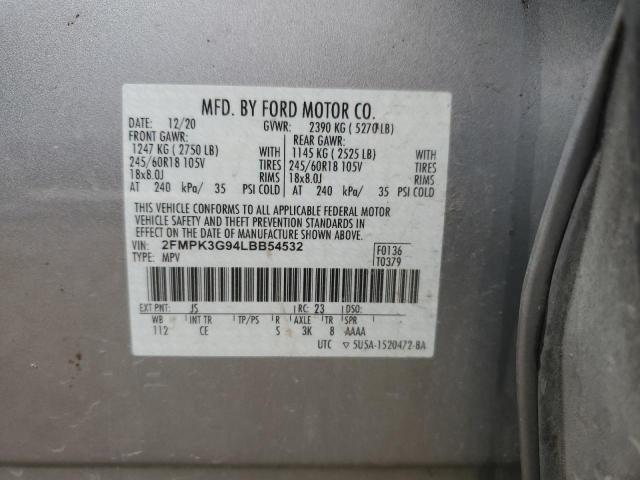 MFD. BY FORD MOTOR CO.
DATE: 12/20 GVWR: 2390 KG ( 5270 LB)
FRONT GAWR: REAR GAWR:
1247 KG ( 2750 LB) WITH 1145 KG ( 2525 LB) WITH
245/60R18 105V TIRES 245/60R18 105V TIRES
18x8.0J RIMS 18x8.0J RIMS
AT 240 kPa/ 35 PSI COLD AT 240 kPa/ 35 PSI COLD
THIS VEHICLE CONFORMS TO ALL APPLICABLE FEDERAL MOTOR
VEHICLE SAFETY AND THEFT PREVENTION STANDARDS IN
EFFECT ON THE DATE OF MANUFACTURE SHOWN ABOVE.
VIN: 2FMPK3G94LBB54532 F0136
TYPE: MPV T0379
EXT PNT: JS RC: 23 DSO:
WB INT TR TP/PS R AXLE TR SPR
112 CE S 3K 8 AAAA
UTC ▽ 5U5A-1520472-BA